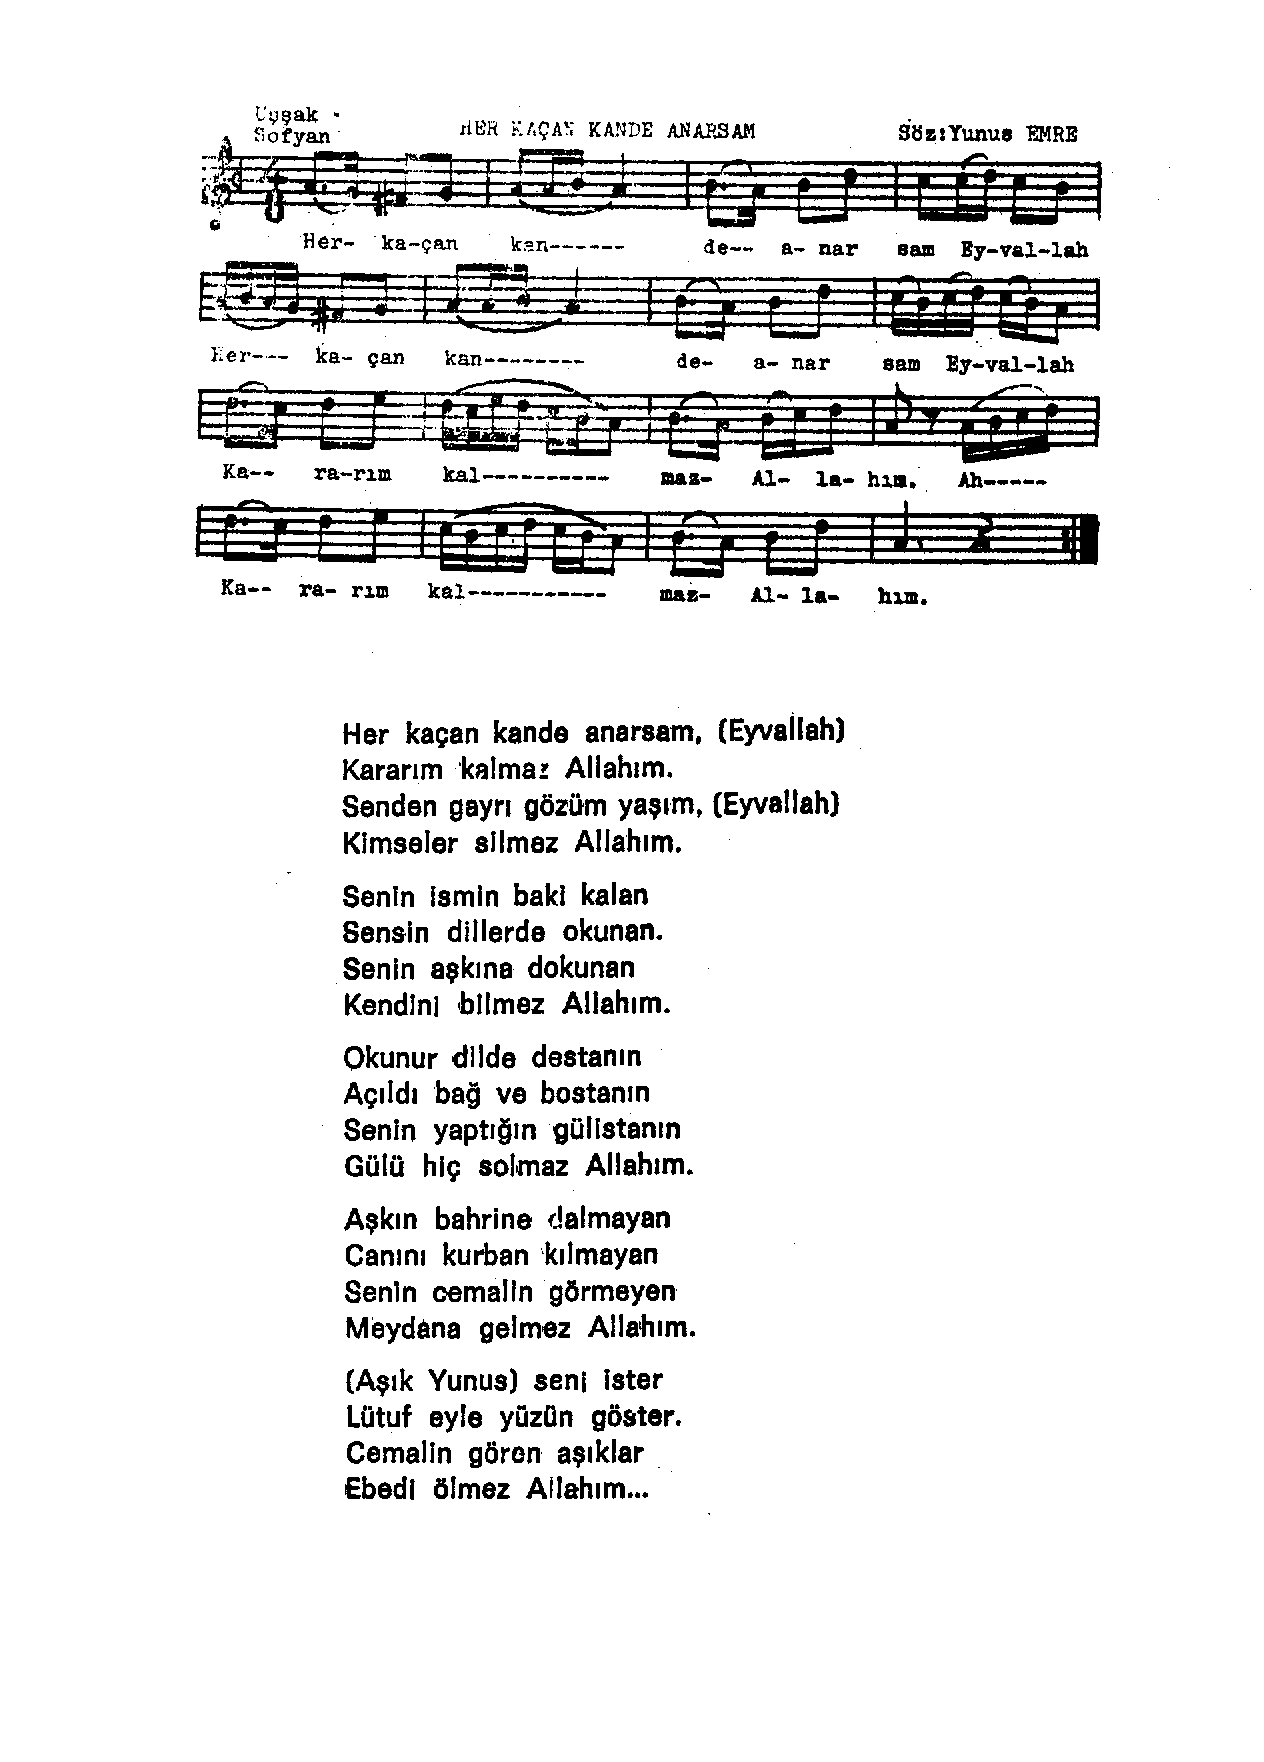 Uşşak
Sofyan
HER KAÇAN KANDE ANARSAM
Söz:Yunus EMRE
Her- ka-çan kan------ de-- a- nar sam Ey-val-lah
Her--- ka- çan kan-------- de- a- nar sam Ey-val-lah
Ka-- ra-rım kal---------- maz- Al- la- hım. Ah-----
Ka-- ra- rım kal----------- maz- Al- la- hım.
Her kaçan kande anarsam, (Eyvallah)
Kararım kalmaz Allahım.
Senden gayrı gözüm yaşım, (Eyvallah)
Kimseler silmez Allahım.
Senin ismin baki kalan
Sensin dillerde okunan.
Senin aşkına dokunan
Kendini bilmez Allahım.
Okunur dilde destanın
Açıldı bağ ve bostanın
Senin yaptığın gülistanın
Gülü hiç solmaz Allahım.
Aşkın bahrine dalmayan
Canını kurban kılmayan
Senin cemalin görmeyen
Meydana gelmez Allahım.
(Aşık Yunus) seni ister
Lütuf eyle yüzün göster.
Cemalin gören aşıklar
Ebedi ölmez Allahım...